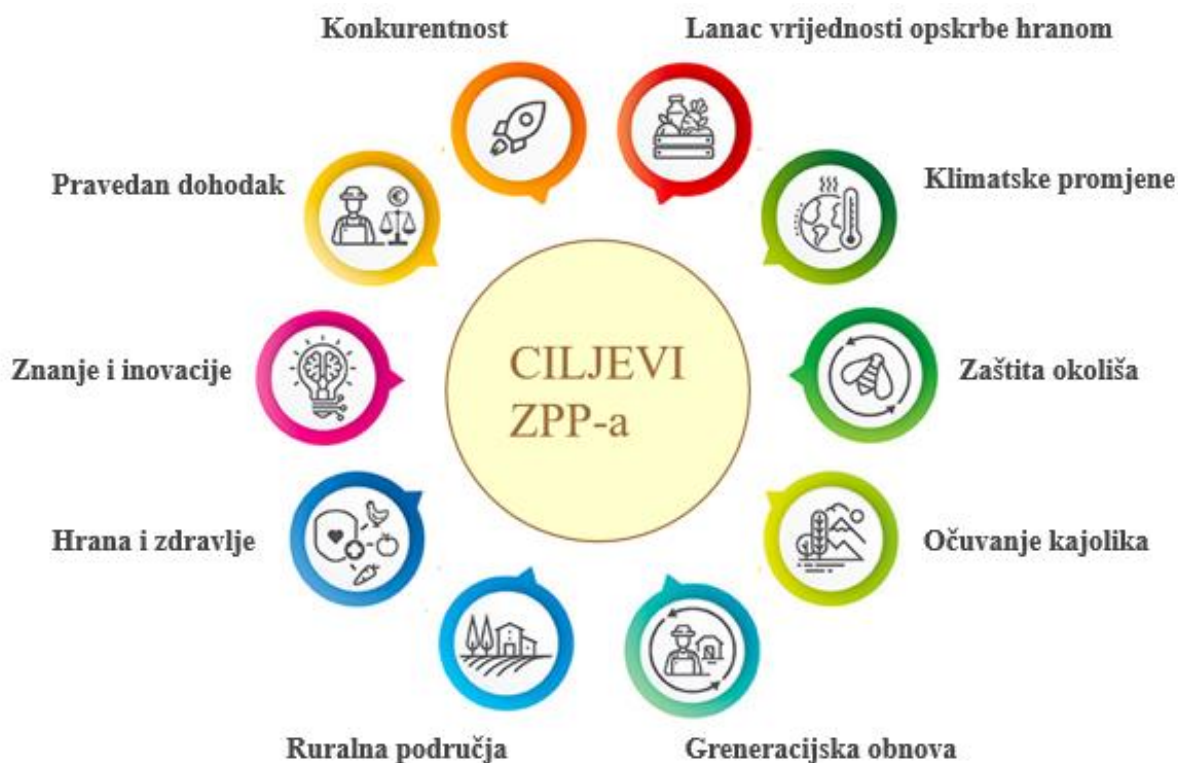 Konkurentnost
Lanac vrijednosti opskrbe hranom
Pravedan dohodak
Klimatske promjene
Znanje i inovacije
CILJEVI
ZPP-a
Zaštita okoliša
Hrana i zdravlje
Očuvanje kajolika
Ruralna područja
Greneracijska obnova